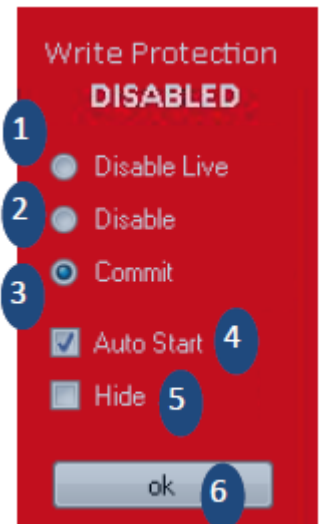 Write Protection
DISABLED
1
Disable Live
2
Disable
3
Commit
Auto Start 4
Hide 5
ok 6